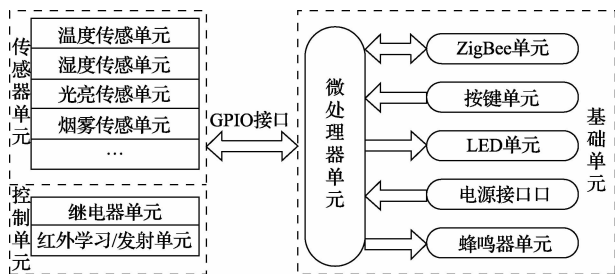 传感器单元
温度传感单元
湿度传感单元
光亮传感单元
烟雾传感单元
…
控制单元
继电器单元
红外学习/发射单元
GPIO接口
微处理器单元
ZigBee单元
按键单元
LED单元
电源接口口
蜂鸣器单元
基础单元